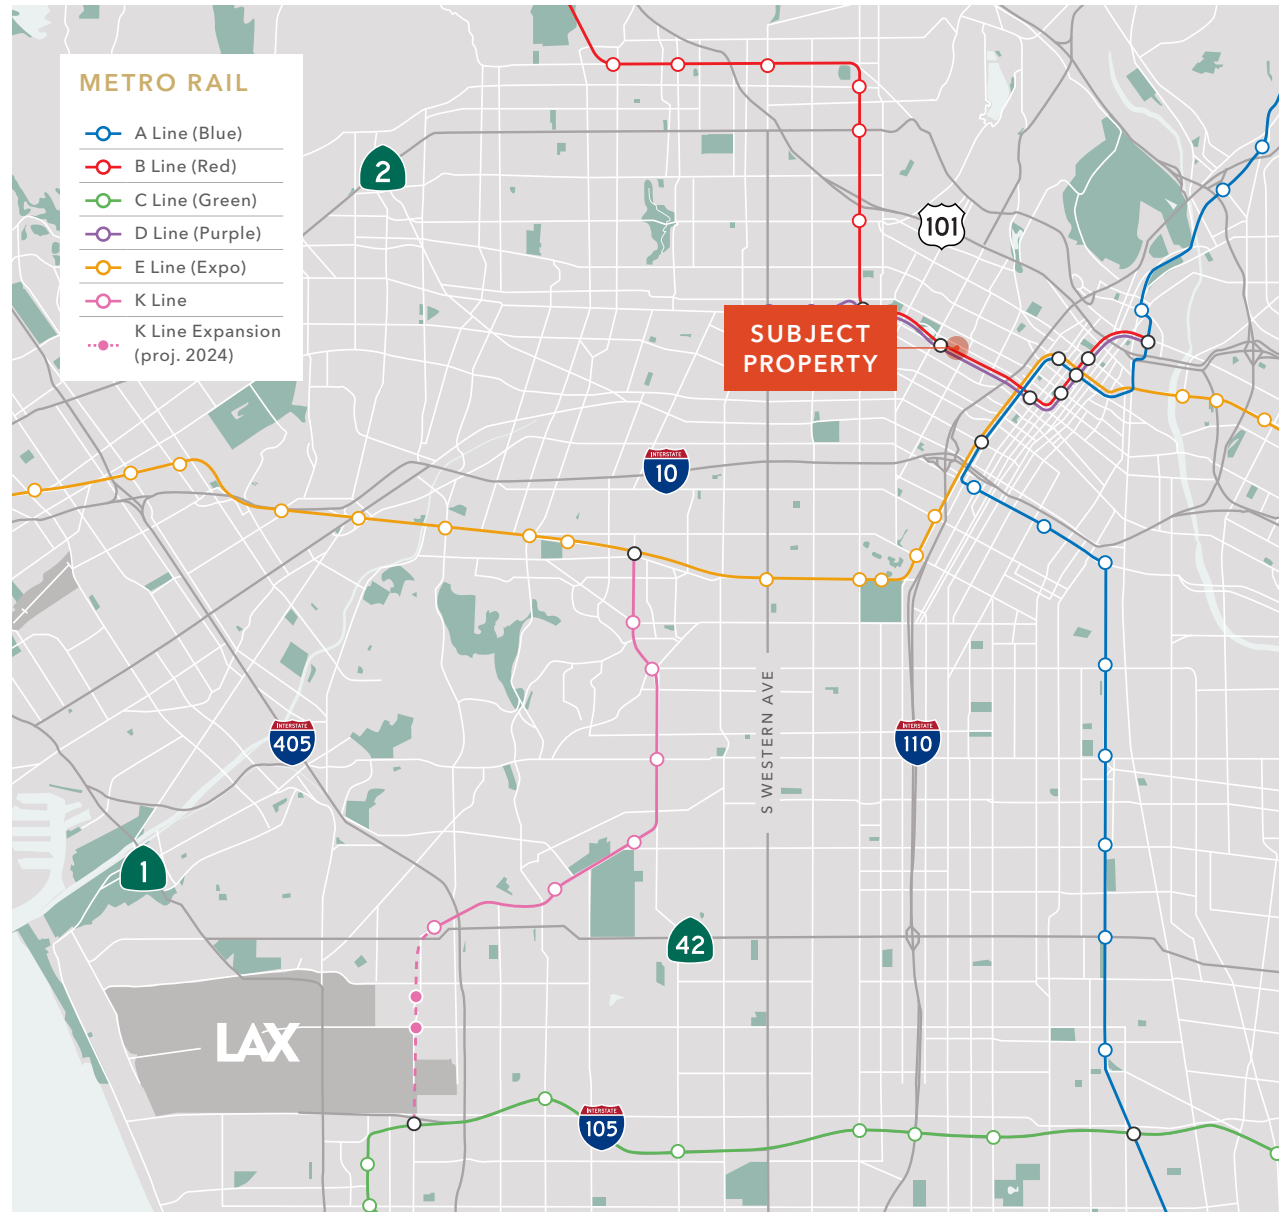 METRO RAIL
A Line (Blue)
B Line (Red)
C Line (Green)
D Line (Purple)
E Line (Expo)
K Line
K Line Expansion
(proj. 2024)
2
101
SUBJECT
PROPERTY
INTERSTATE
10
S WESTERN AVE
INTERSTATE
405
INTERSTATE
110
1
42
LAX
INTERSTATE
105